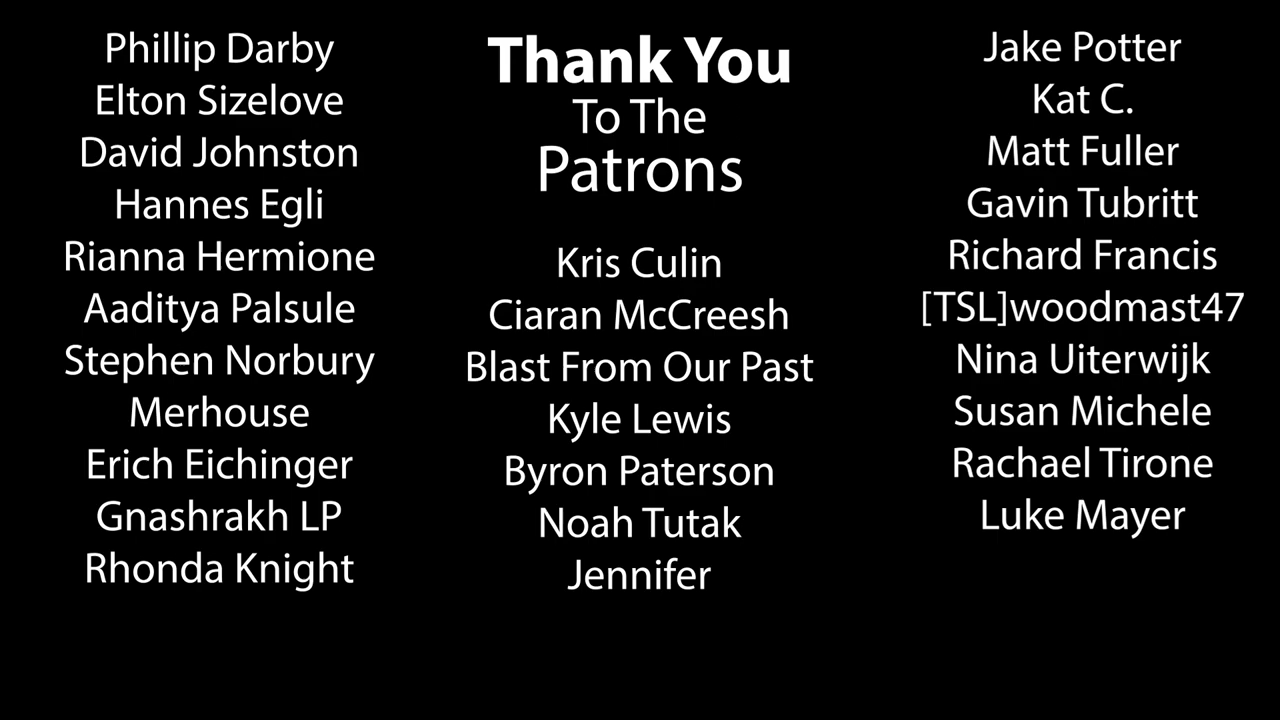 Phillip Darby
Elton Sizelove
David Johnston
Hannes Egli
Rianna Hermione
Aaditya Palsule
Stephen Norbury
Merhouse
Erich Eichinger
Gnashrakh LP
Rhonda Knight
Thank You
To The
Patrons
Kris Culin
Ciaran McCreesh
Blast From Our Past
Kyle Lewis
Byron Paterson
Noah Tutak
Jennifer
Jake Potter
Kat C.
Matt Fuller
Gavin Tubritt
Richard Francis
[TSL]woodmast47
Nina Uiterwijk
Susan Michele
Rachael Tirone
Luke Mayer